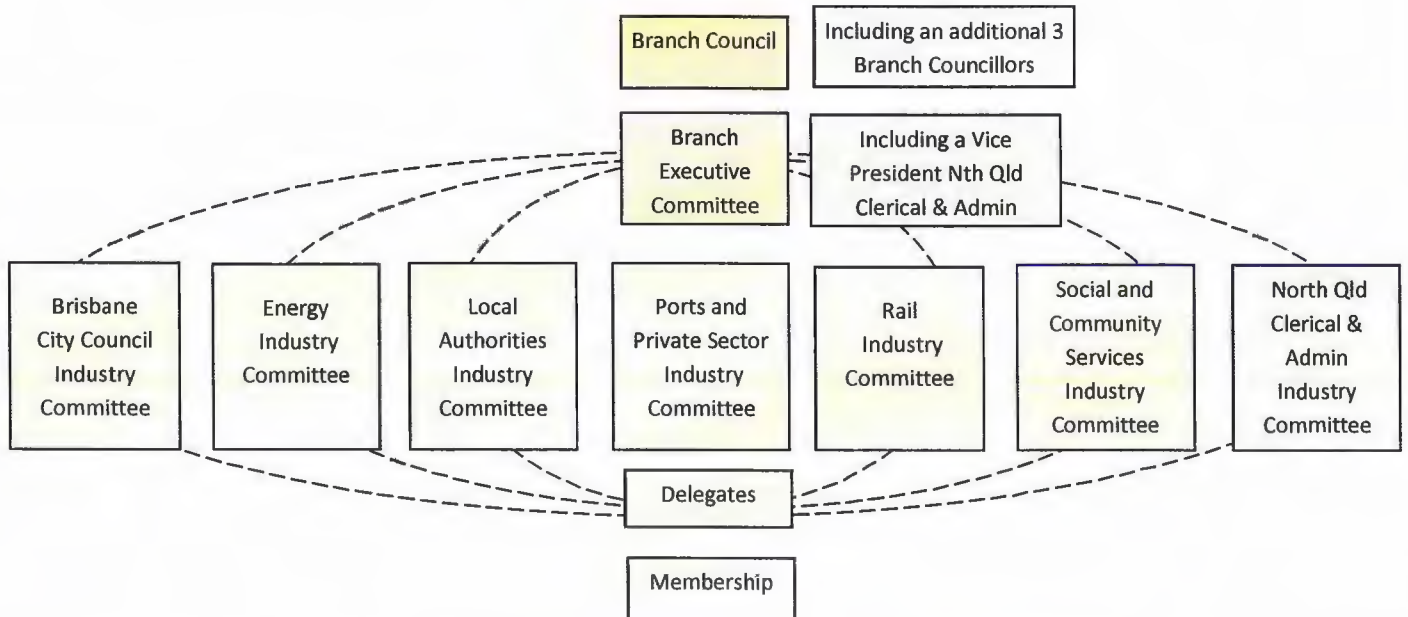 Branch Council
Including an additional 3
Branch Councillors
Branch
Executive
Committee
Including a Vice
President Nth Qld
Clerical & Admin
Brisbane
City Council
Industry
Committee
Energy
Industry
Committee
Local
Authorities
Industry
Committee
Ports and
Private Sector
Industry
Committee
Rail
Industry
Committee
Social and
Community
Services
Industry
Committee
North Qld
Clerical &
Admin
Industry
Committee
Delegates
Membership